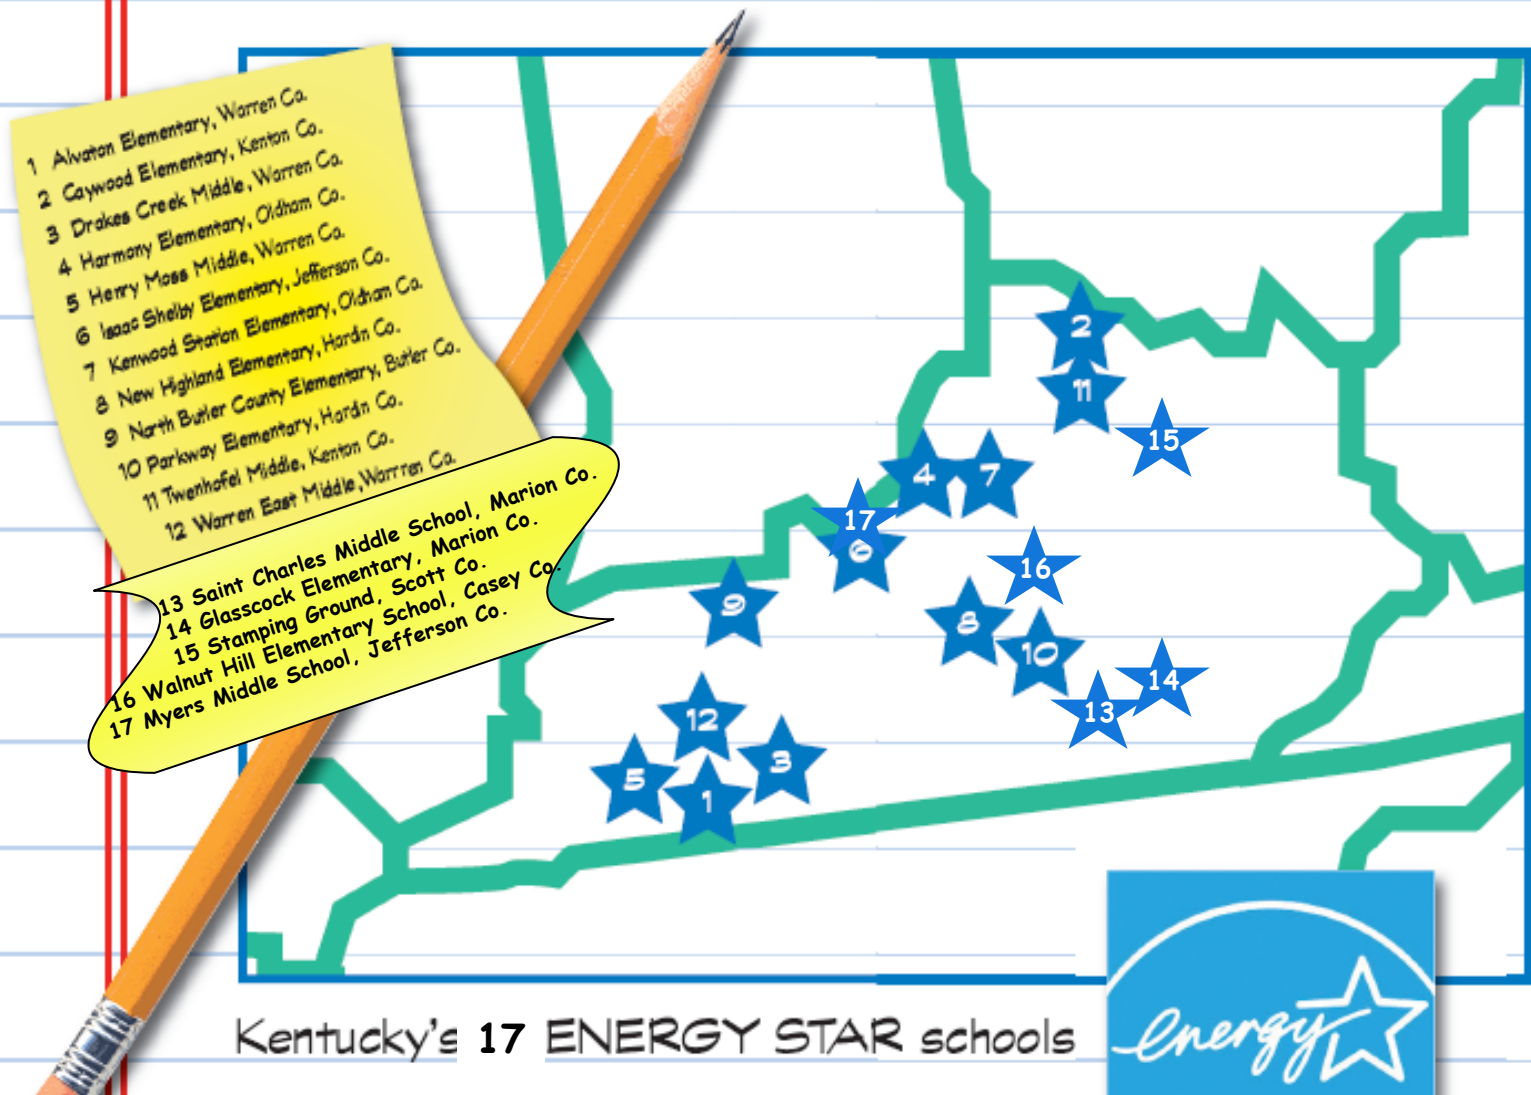 1 Alvaton Elementary, Warren Co.
2 Caywood Elementary, Kenton Co.
3 Drakes Creek Middle, Warren Co.
4 Harmony Elementary, Oldham Co.
5 Henry Moss Middle, Warren Co.
6 Isaac Shelby Elementary, Jefferson Co.
7 Kenwood Station Elementary, Oldham Co.
8 New Highland Elementary, Hardin Co.
9 North Butler County Elementary, Butler Co.
10 Parkway Elementary, Hardin Co.
11 Twenhofel Middle, Kenton Co.
12 Warren East Middle, Warrren Co.
13 Saint Charles Middle School, Marion Co.
14 Glasscock Elementary, Marion Co.
15 Stamping Ground, Scott Co.
16 Walnut Hill Elementary School, Casey Co.
17 Myers Middle School, Jefferson Co.
2
11
15
4
7
17
6
16
9
8
10
14
13
12
3
5
1
Kentucky's 17 ENERGY STAR schools
energy